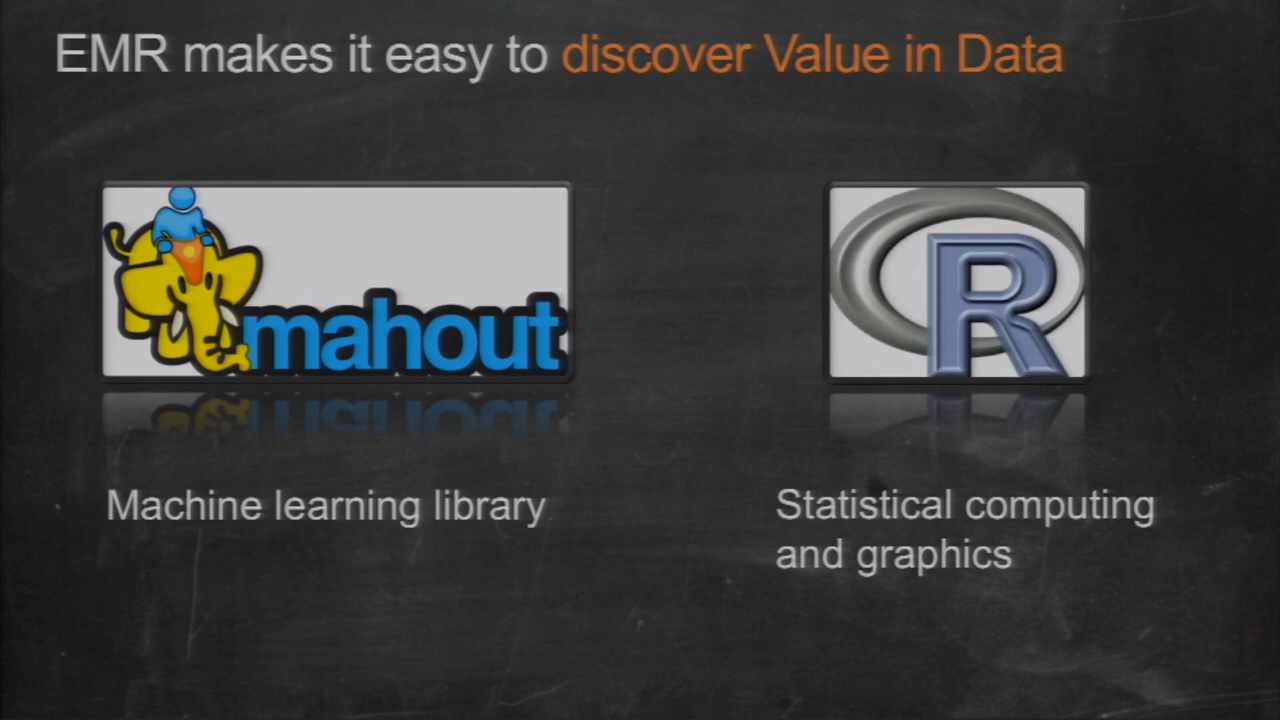 EMR makes it easy to discover Value in Data
mahout
R
Machine learning library
Statistical computing
and graphics